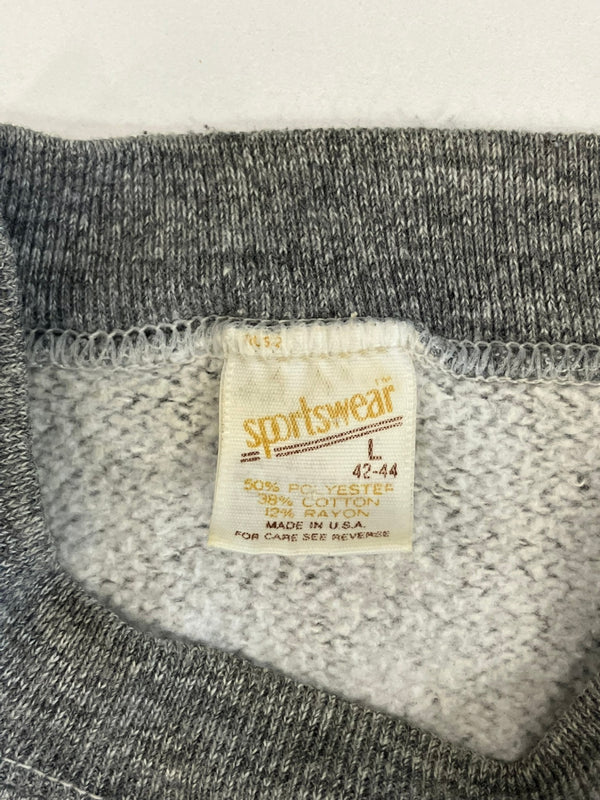 sportswear
L
42-44
50% POLYESTER
38% COTTON
12% RAYON
MADE IN U.S.A.
FOR CARE SEE REVERSE